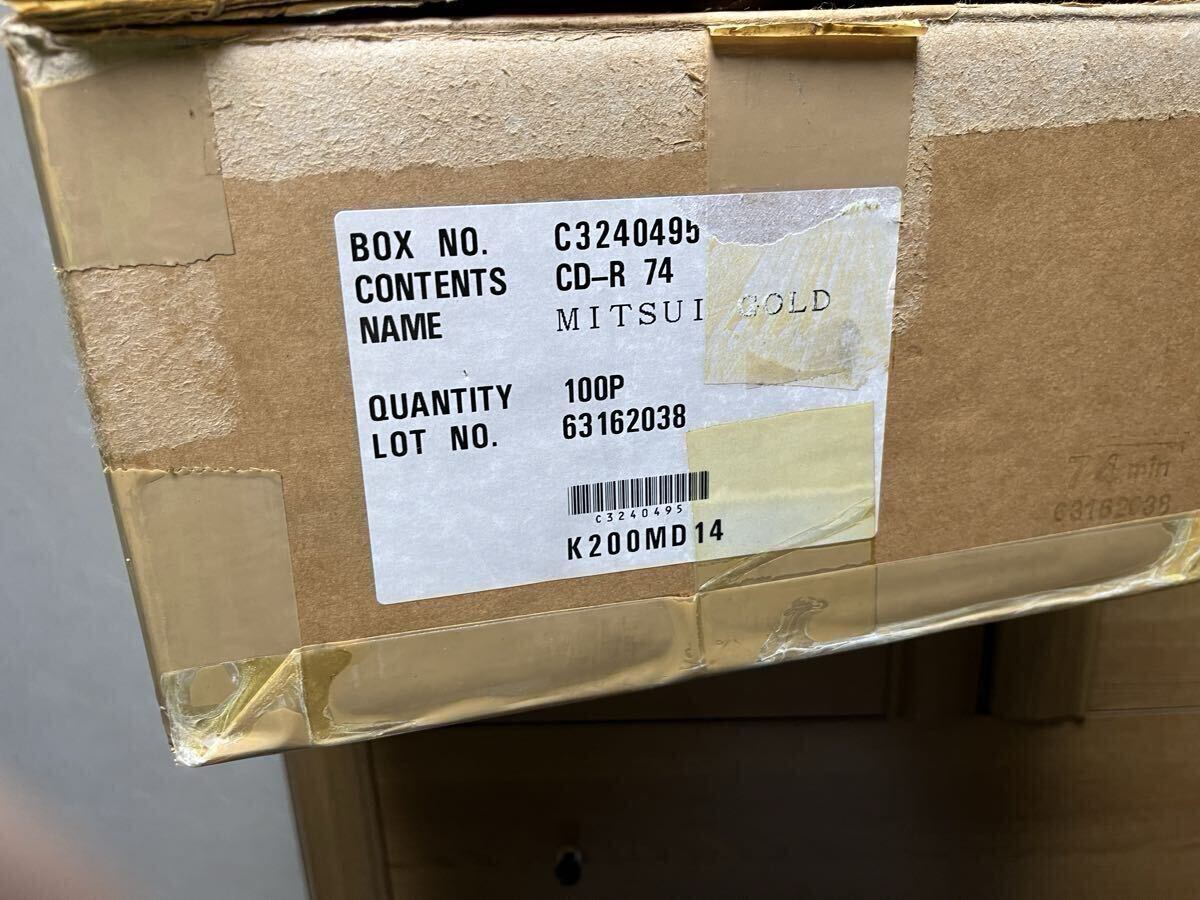 BOX NO. C3240495
CONTENTS CD-R 74
NAME MITSUI GOLD
QUANTITY 100P
LOT NO. 63162038
C3240495
K200MD14
74min
63162038